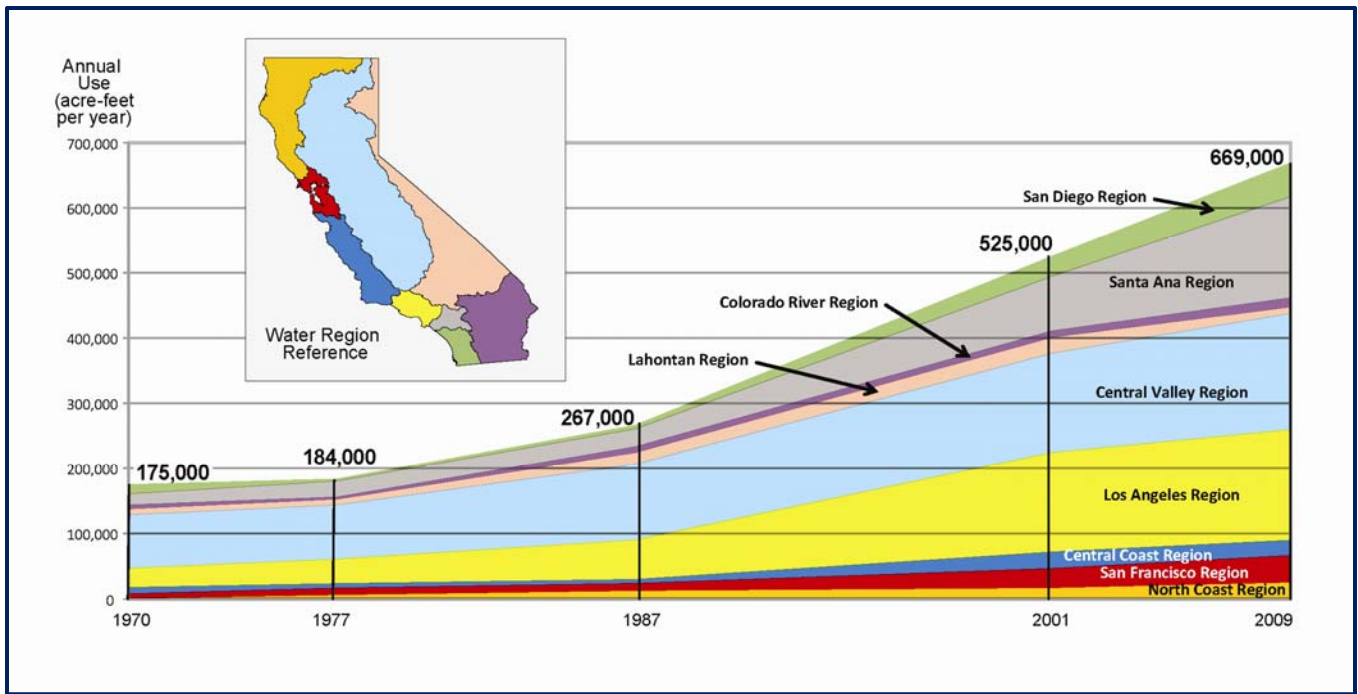 Annual
Use
(acre-feet
per year)
700,000
600,000
500,000
400,000
300,000
200,000
100,000
0
Water Region
Reference
175,000
184,000
267,000
525,000
669,000
San Diego Region
Santa Ana Region
Colorado River Region
Lahontan Region
Central Valley Region
Los Angeles Region
Central Coast Region
San Francisco Region
North Coast Region
1970
1977
1987
2001
2009